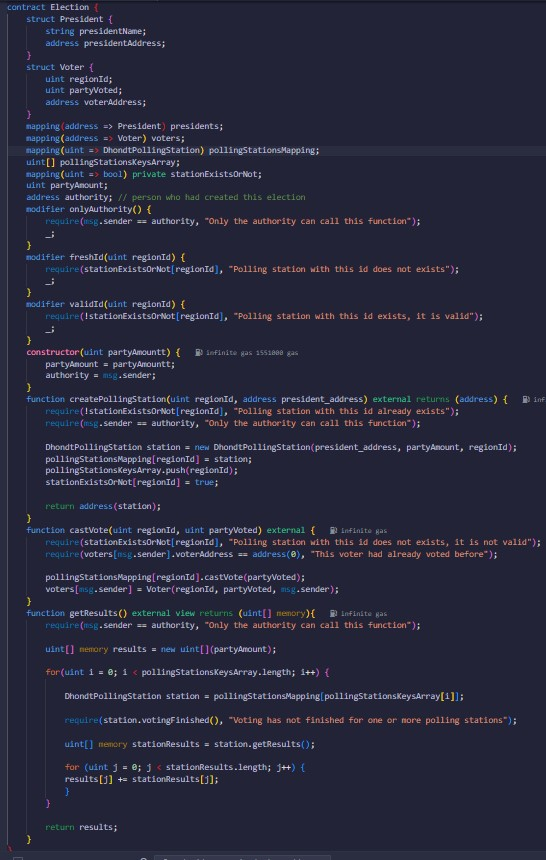 contract Election {
struct President {
string presidentName;
address presidentAddress;
}
struct Voter {
uint regionId;
uint partyVoted;
address voterAddress;
}
mapping(address => President) presidents;
mapping(address => Voter) voters;
mapping(uint => DhondtPollingStation) pollingStationsMapping;
uint[] pollingStationsKeysArray;
mapping(uint => bool) private stationExistsOrNot;
uint partyAmount;
address authority; // person who had created this election
modifier onlyAuthority() {
require(msg.sender == authority, "Only the authority can call this function");
_;
}
modifier freshId(uint regionId) {
require(stationExistsOrNot[regionId], "Polling station with this id does not exists");
_;
}
modifier validId(uint regionId) {
require(!stationExistsOrNot[regionId], "Polling station with this id exists, it is valid");
_;
}
constructor(uint partyAmountt) { infinite gas 1551000 gas
partyAmount = partyAmountt;
authority = msg.sender;
}
function createPollingStation(uint regionId, address president_address) external returns (address) { inf
require(!stationExistsOrNot[regionId], "Polling station with this id already exists");
require(msg.sender == authority, "Only the authority can call this function");
DhondtPollingStation station = new DhondtPollingStation(president_address, partyAmount, regionId);
pollingStationsMapping[regionId] = station;
pollingStationsKeysArray.push(regionId);
stationExistsOrNot[regionId] = true;
return address(station);
}
function castVote(uint regionId, uint partyVoted) external { infinite gas
require(stationExistsOrNot[regionId], "Polling station with this id does not exists, it is not valid");
require(voters[msg.sender].voterAddress == address(0), "This voter had already voted before");
pollingStationsMapping[regionId].castVote(partyVoted);
voters[msg.sender] = Voter(regionId, partyVoted, msg.sender);
}
function getResults() external view returns (uint[] memory){ infinite gas
require(msg.sender == authority, "Only the authority can call this function");
uint[] memory results = new uint[](partyAmount);
for(uint i = 0; i < pollingStationsKeysArray.length; i++) {
DhondtPollingStation station = pollingStationsMapping[pollingStationsKeysArray[i]];
require(station.votingFinished(), "Voting has not finished for one or more polling stations");
uint[] memory stationResults = station.getResults();
for (uint j = 0; j < stationResults.length; j++) {
results[j] += stationResults[j];
}
}
return results;
}
}